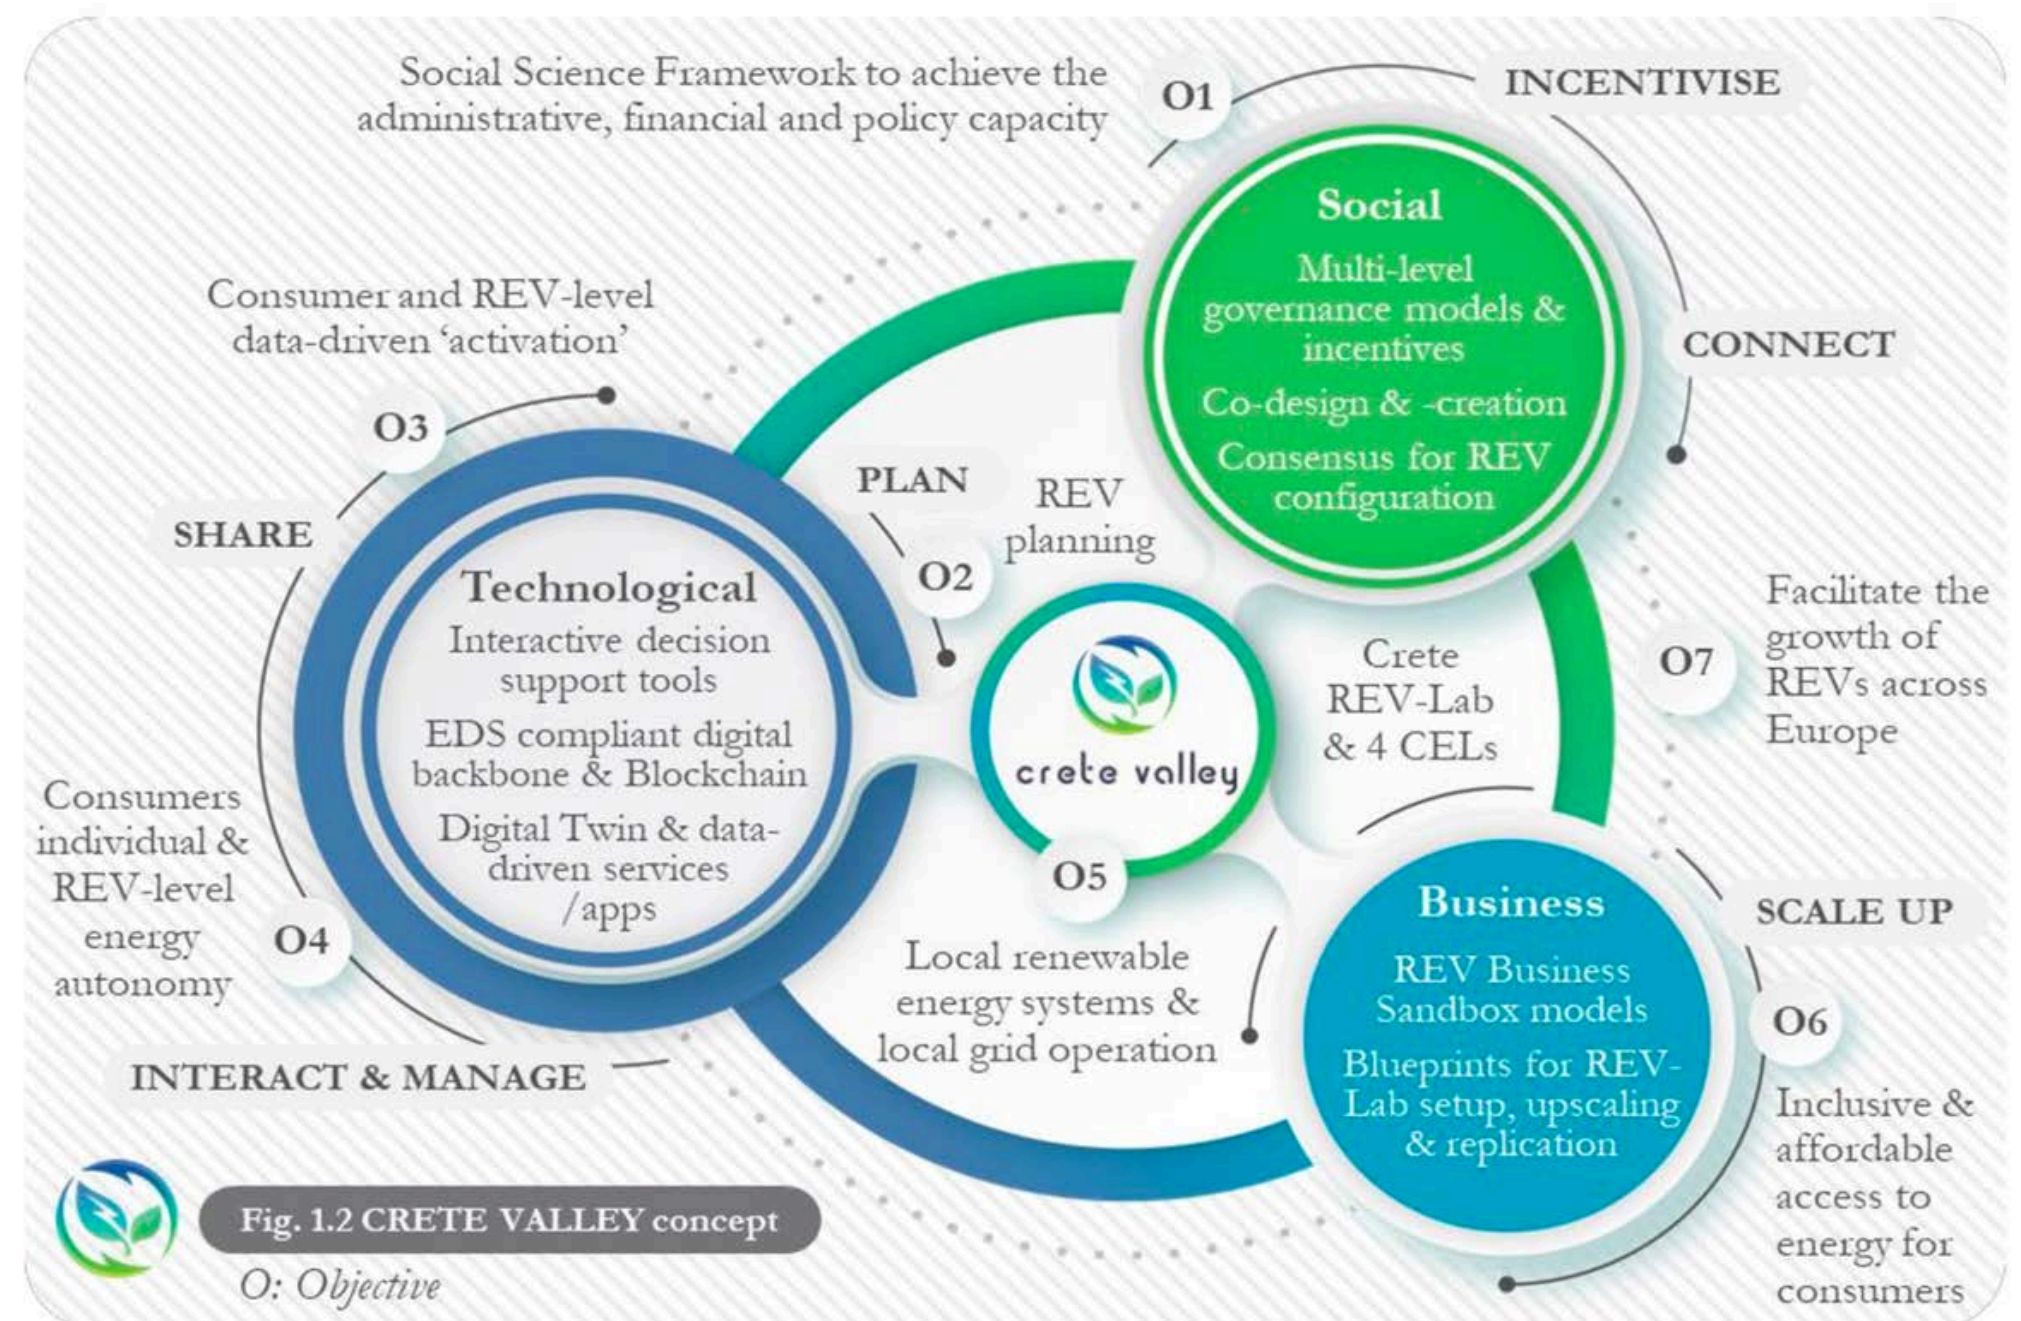 Social Science Framework to achieve the
administrative, financial and policy capacity
O1
INCENTIVISE
Social
Multi-level
governance models &
incentives
Co-design & -creation
Consensus for REV
configuration
CONNECT
Consumer and REV-level
data-driven ‘activation’
O3
SHARE
PLAN
O2
REV
planning
Technological
Interactive decision
support tools
EDS compliant digital
backbone & Blockchain
Digital Twin & data-
driven services
/apps
crete valley
Crete
REV-Lab
& 4 CELs
O7
Facilitate the
growth of
REVs across
Europe
Consumers
individual &
REV-level
energy
autonomy
O4
INTERACT & MANAGE
O5
Local renewable
energy systems &
local grid operation
Business
REV Business
Sandbox models
Blueprints for REV-
Lab setup, upscaling
& replication
SCALE UP
O6
Inclusive &
affordable
access to
energy for
consumers
Fig. 1.2 CRETE VALLEY concept
O: Objective